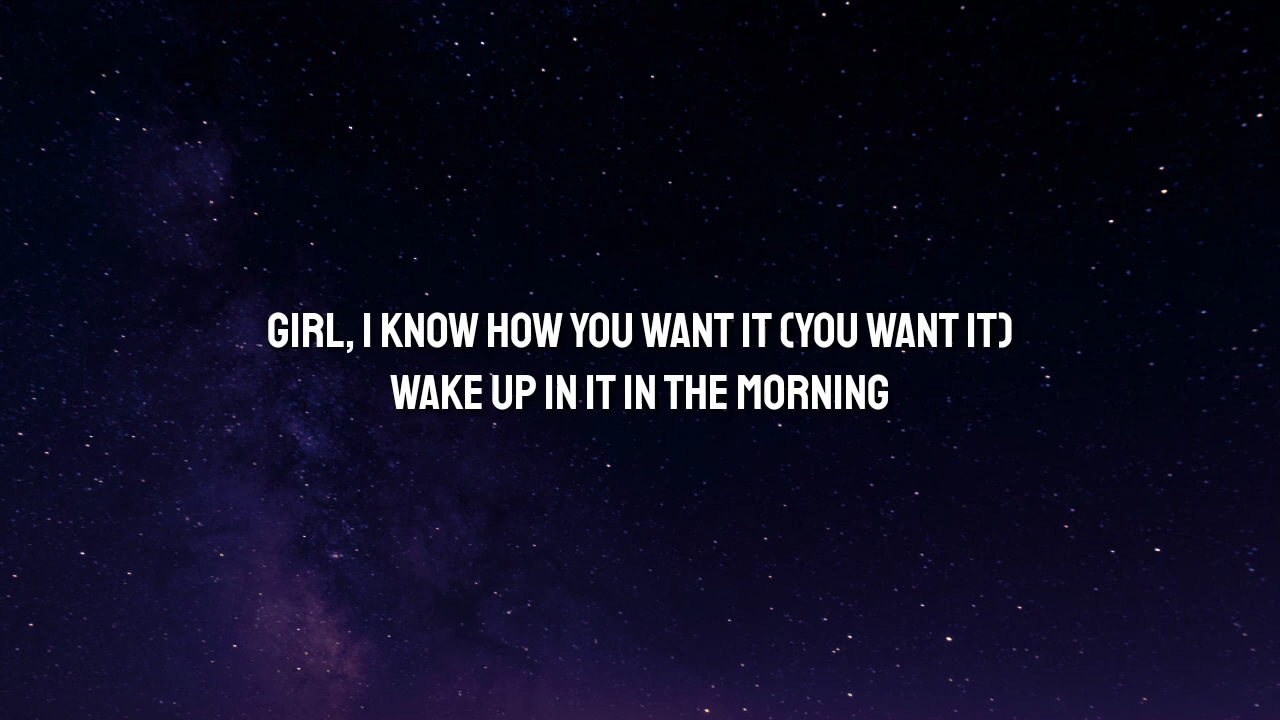 GIRL, I KNOW HOW YOU WANT IT (YOU WANT IT)
WAKE UP IN IT IN THE MORNING